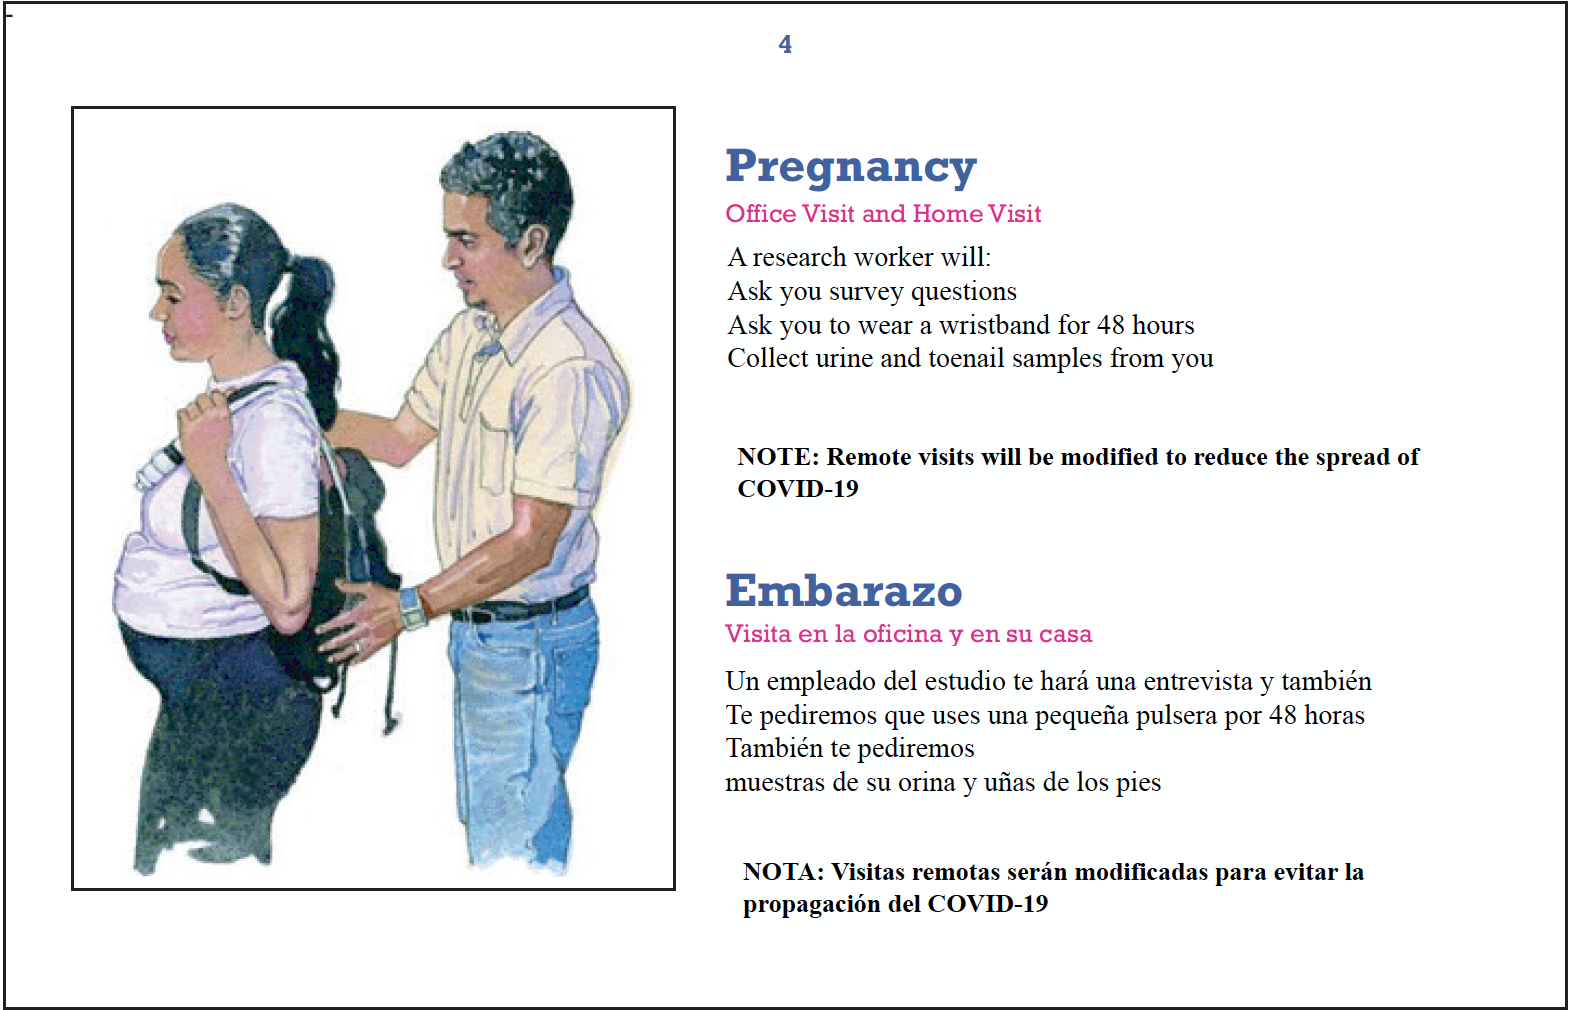 4
Pregnancy
Office Visit and Home Visit
A research worker will:
Ask you survey questions
Ask you to wear a wristband for 48 hours
Collect urine and toenail samples from you
NOTE: Remote visits will be modified to reduce the spread of
COVID-19
Embarazo
Visita en la oficina y en su casa
Un empleado del estudio te hará una entrevista y también
Te pediremos que uses una pequeña pulsera por 48 horas
También te pediremos
muestras de su orina y uñas de los pies
NOTA: Visitas remotas serán modificadas para evitar la
propagación del COVID-19